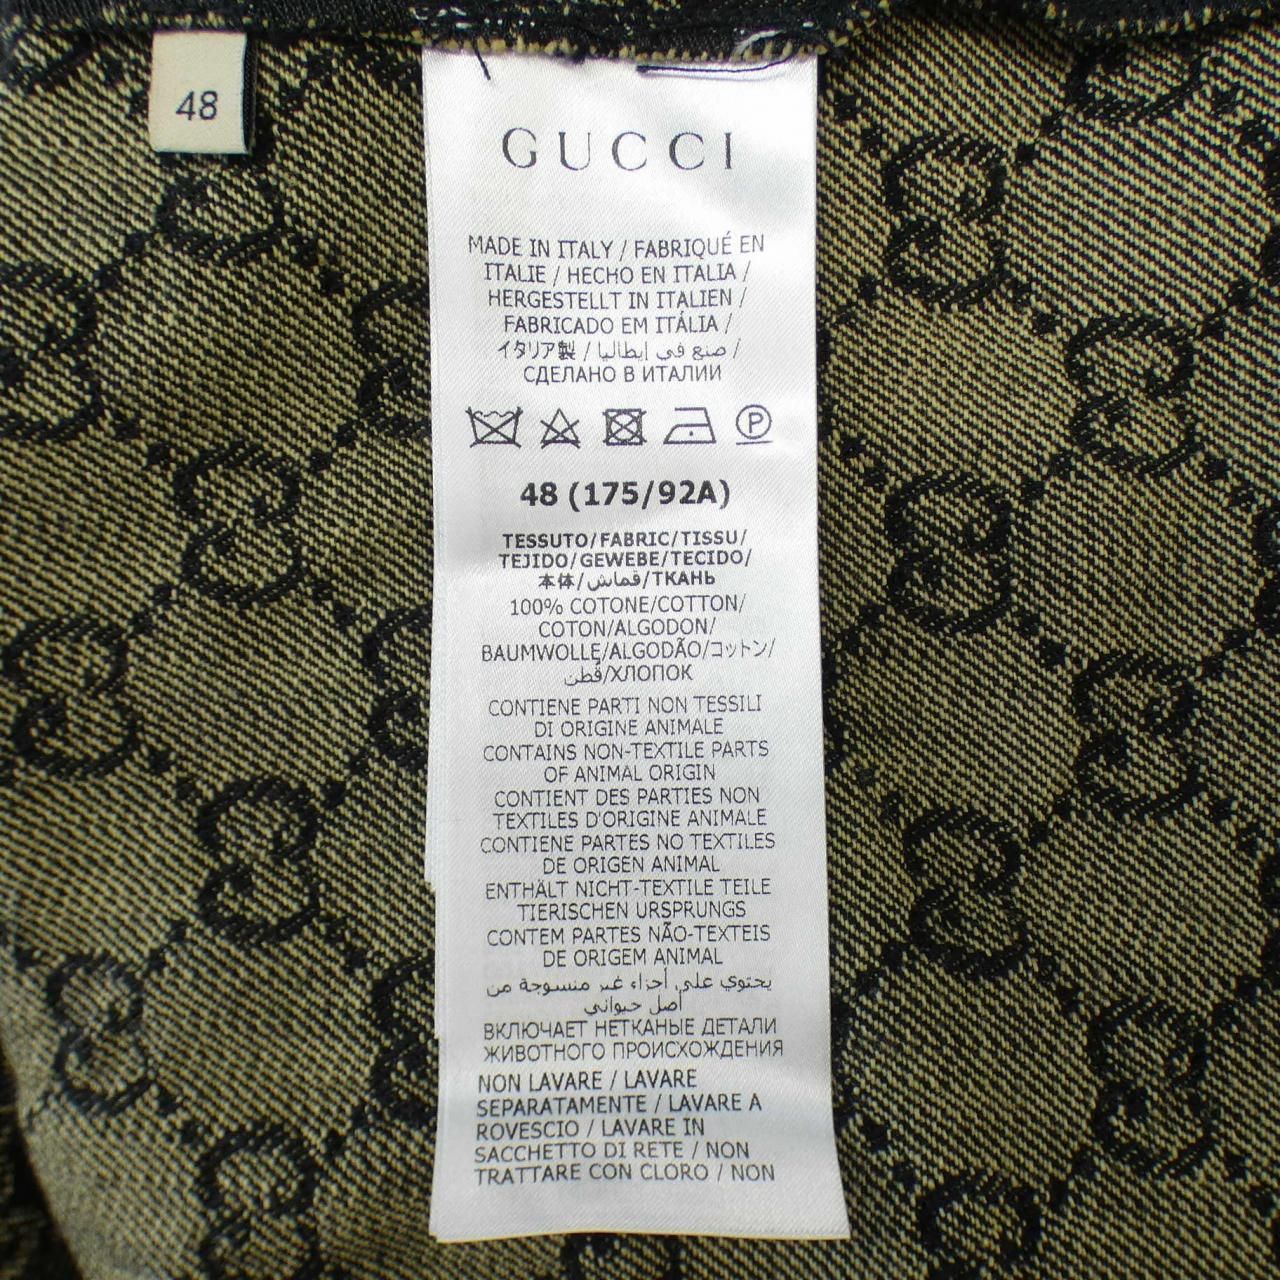 48
GUCCI
MADE IN ITALY / FABRIQUÉ EN
ITALIE / HECHO EN ITALIA /
HERGESTELLT IN ITALIEN /
FABRICADO EM ITÁLIA /
イタリア製 / صنع في إيطاليا /
СДЕЛАНО В ИТАЛИИ
P
48 (175/92A)
TESSUTO/FABRIC/TISSU/
TEJIDO/GEWEBE/TECIDO/
本体/قماش/ТКАНЬ
100% COTONE/COTTON/
COTON/ALGODON/
BAUMWOLLE/ALGODÃO/コットン/
قطن/ХЛОПОК
CONTIENE PARTI NON TESSILI
DI ORIGINE ANIMALE
CONTAINS NON-TEXTILE PARTS
OF ANIMAL ORIGIN
CONTIENT DES PARTIES NON
TEXTILES D'ORIGINE ANIMALE
CONTIENE PARTES NO TEXTILES
DE ORIGEN ANIMAL
ENTHÄLT NICHT-TEXTILE TEILE
TIERISCHEN URSPRUNGS
CONTEM PARTES NÃO-TEXTEIS
DE ORIGEM ANIMAL
يحتوي على أجزاء غير منسوجة من
أصل حيواني
ВКЛЮЧАЕТ НЕТКАНЫЕ ДЕТАЛИ
ЖИВОТНОГО ПРОИСХОЖДЕНИЯ
NON LAVARE / LAVARE
SEPARATAMENTE / LAVARE A
ROVESCIO / LAVARE IN
SACCHETTO DI RETE / NON
TRATTARE CON CLORO / NON